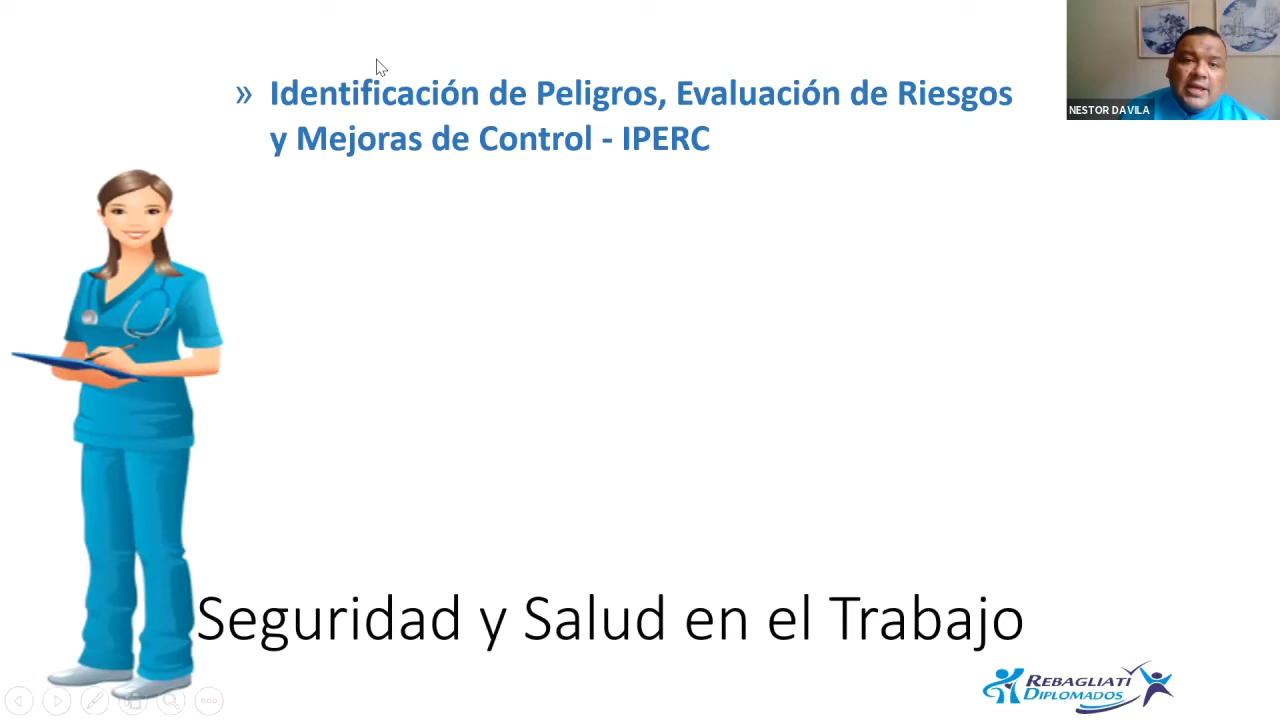 » Identificación de Peligros, Evaluación de Riesgos
y Mejoras de Control - IPERC
NESTOR DAVILA
Seguridad y Salud en el Trabajo
REBAGLIATI
DIPLOMADOS